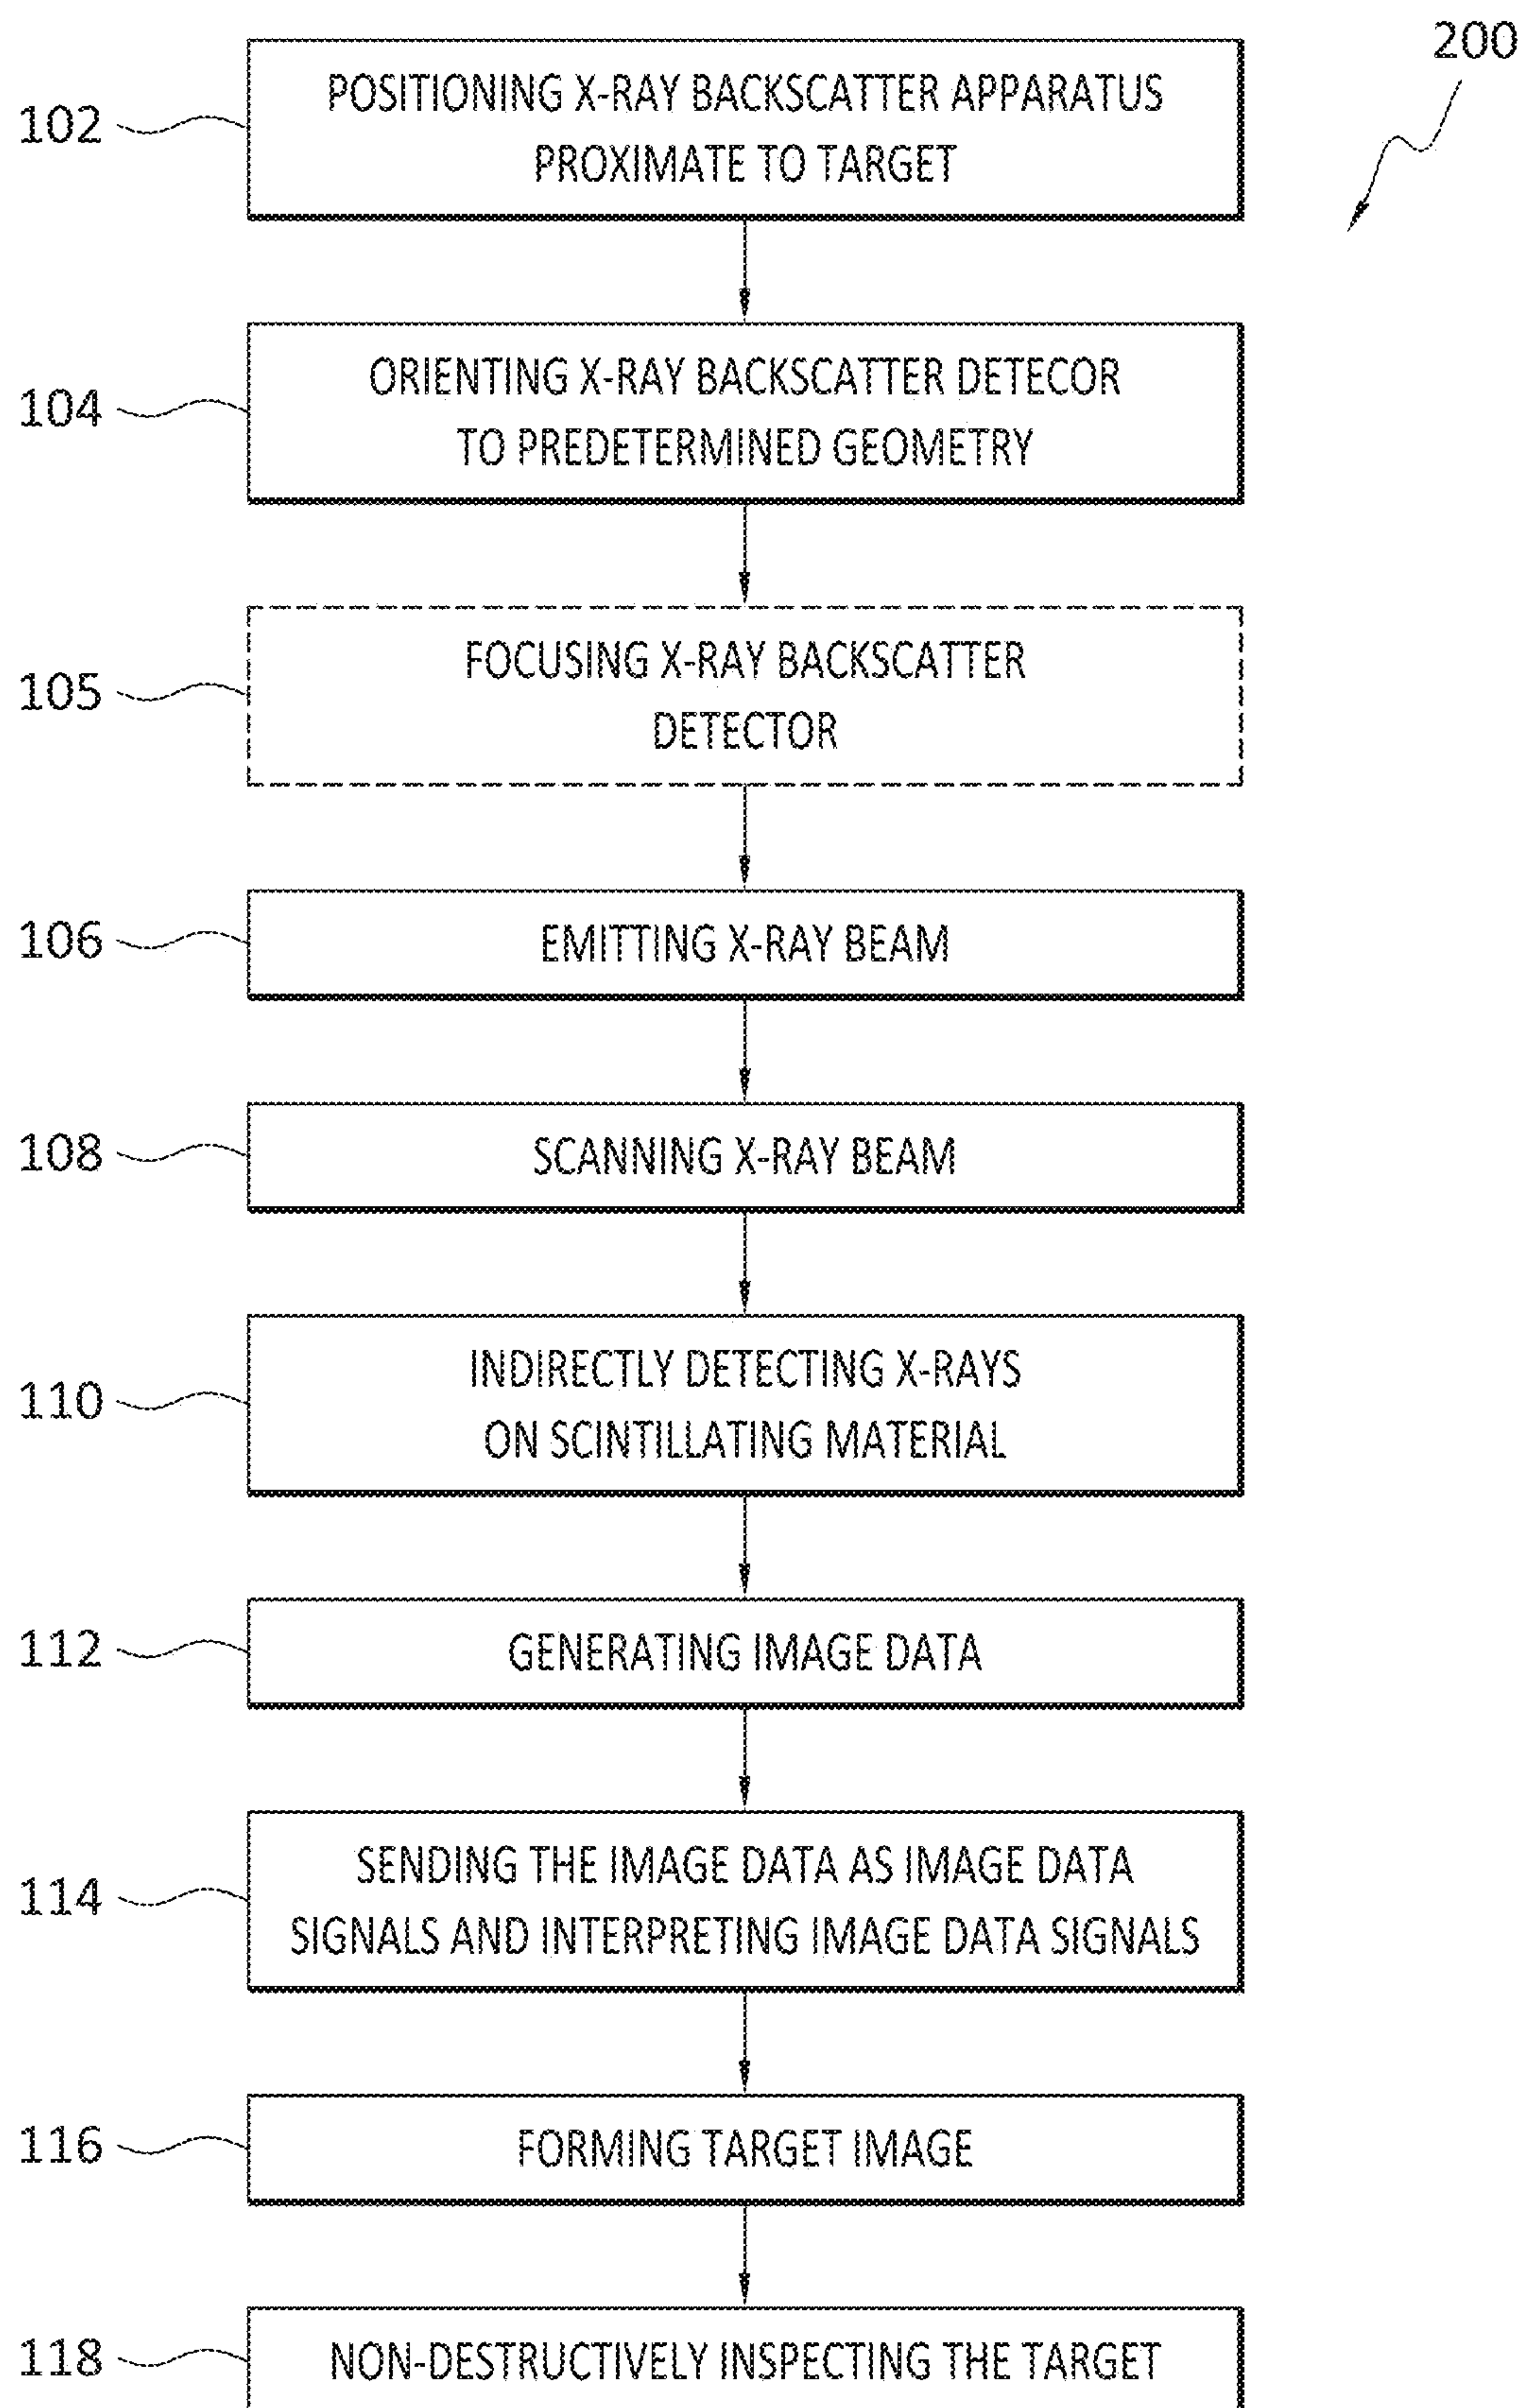 200
102
POSITIONING X-RAY BACKSCATTER APPARATUS
PROXIMATE TO TARGET
104
ORIENTING X-RAY BACKSCATTER DETECOR
TO PREDETERMINED GEOMETRY
105
FOCUSING X-RAY BACKSCATTER
DETECTOR
106
EMITTING X-RAY BEAM
108
SCANNING X-RAY BEAM
110
INDIRECTLY DETECTING X-RAYS
ON SCINTILLATING MATERIAL
112
GENERATING IMAGE DATA
114
SENDING THE IMAGE DATA AS IMAGE DATA
SIGNALS AND INTERPRETING IMAGE DATA SIGNALS
116
FORMING TARGET IMAGE
118
NON-DESTRUCTIVELY INSPECTING THE TARGET